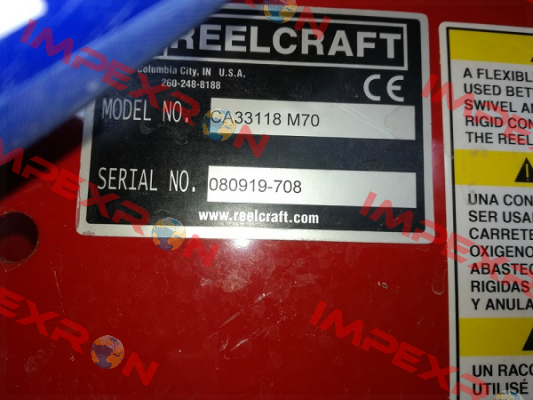 REELCRAFT
Columbia City, IN U.S.A.
260-248-8188
CE
MODEL NO. CA33118 M70
SERIAL NO. 080919-708
www.reelcraft.com
A FLEXIBLE
USED BET
SWIVEL A
RIGID CON
THE REEL
UNA CON
SER USA
CARRETE
OXIGENO
ABASTEC
RIGIDAS
Y ANULA
UN RACC
UTILISÉ
IMPEXRON
IMPEXRON
IMPEXRON
IMPEXRON